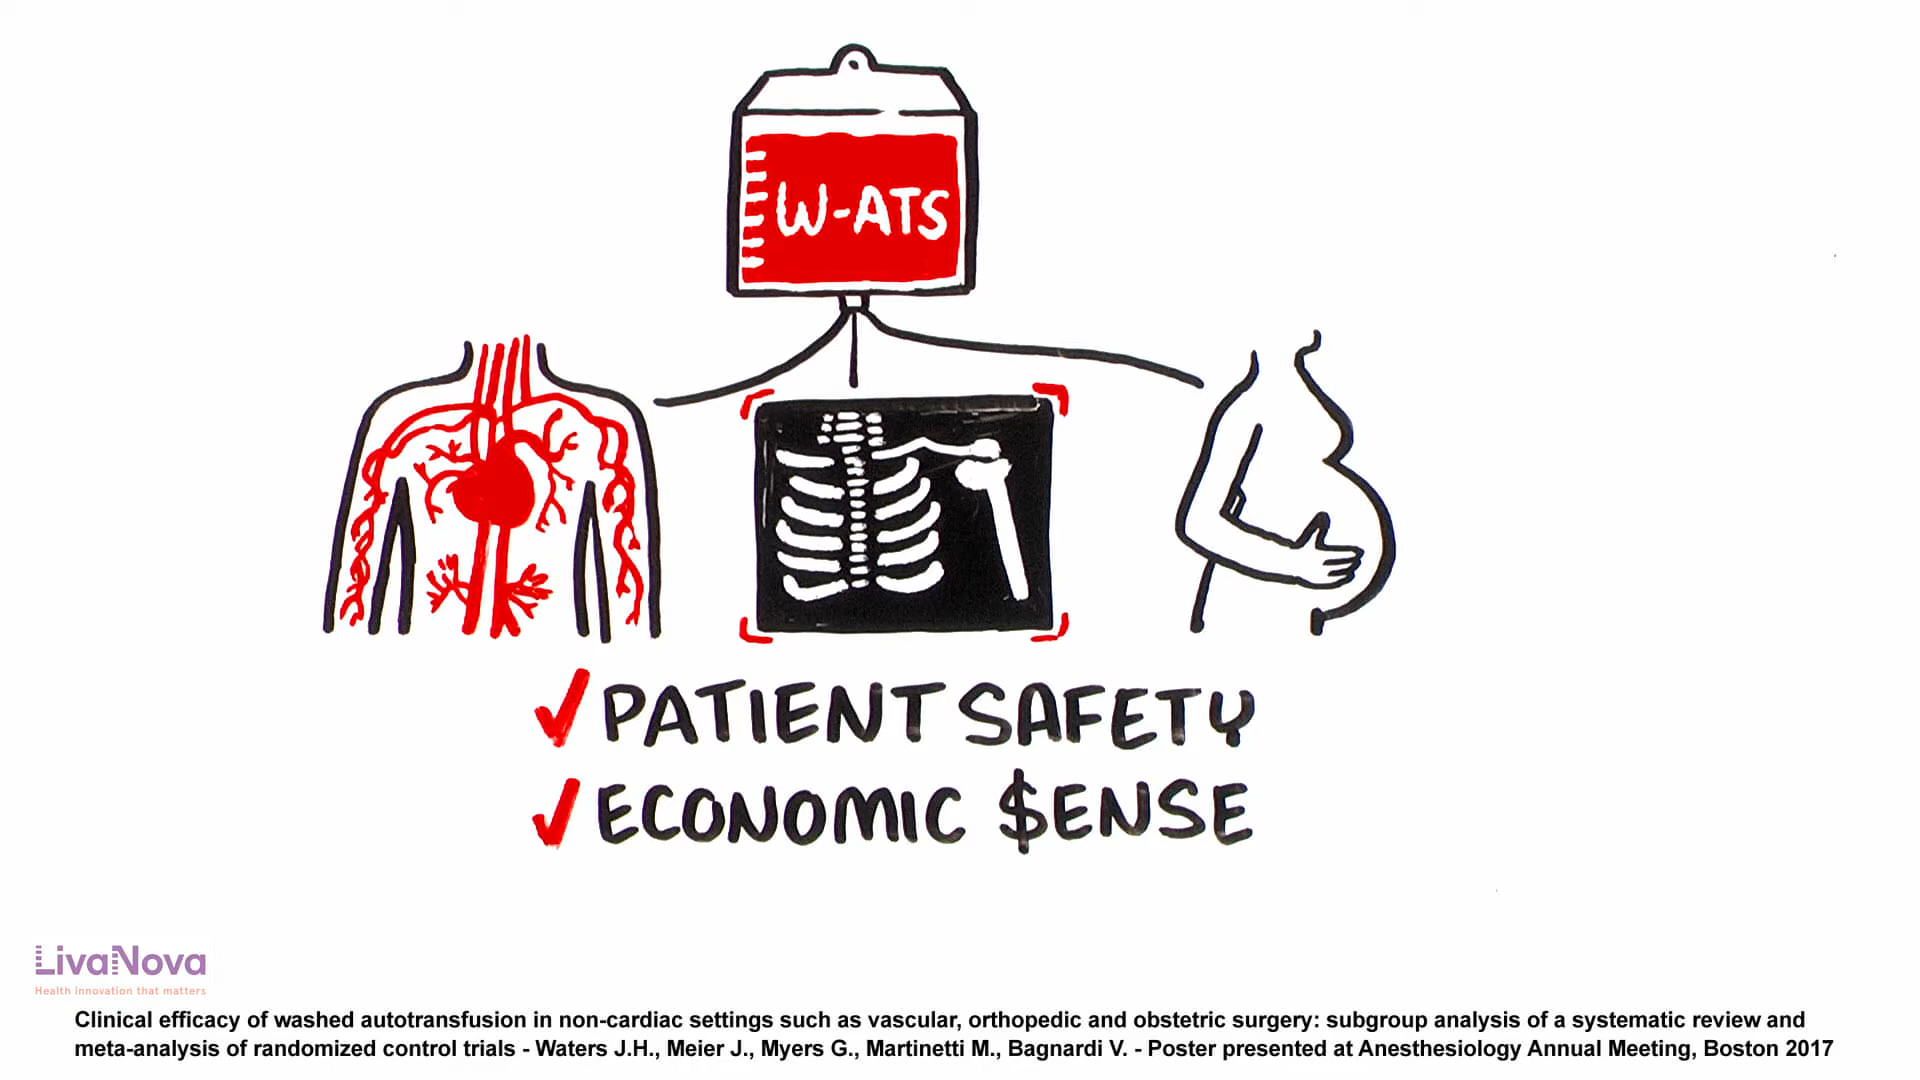 W-ATS
PATIENT SAFETY
ECONOMIC $ENSE
LivaNova
Health innovation that matters
Clinical efficacy of washed autotransfusion in non-cardiac settings such as vascular, orthopedic and obstetric surgery: subgroup analysis of a systematic review and
meta-analysis of randomized control trials - Waters J.H., Meier J., Myers G., Martinetti M., Bagnardi V. - Poster presented at Anesthesiology Annual Meeting, Boston 2017